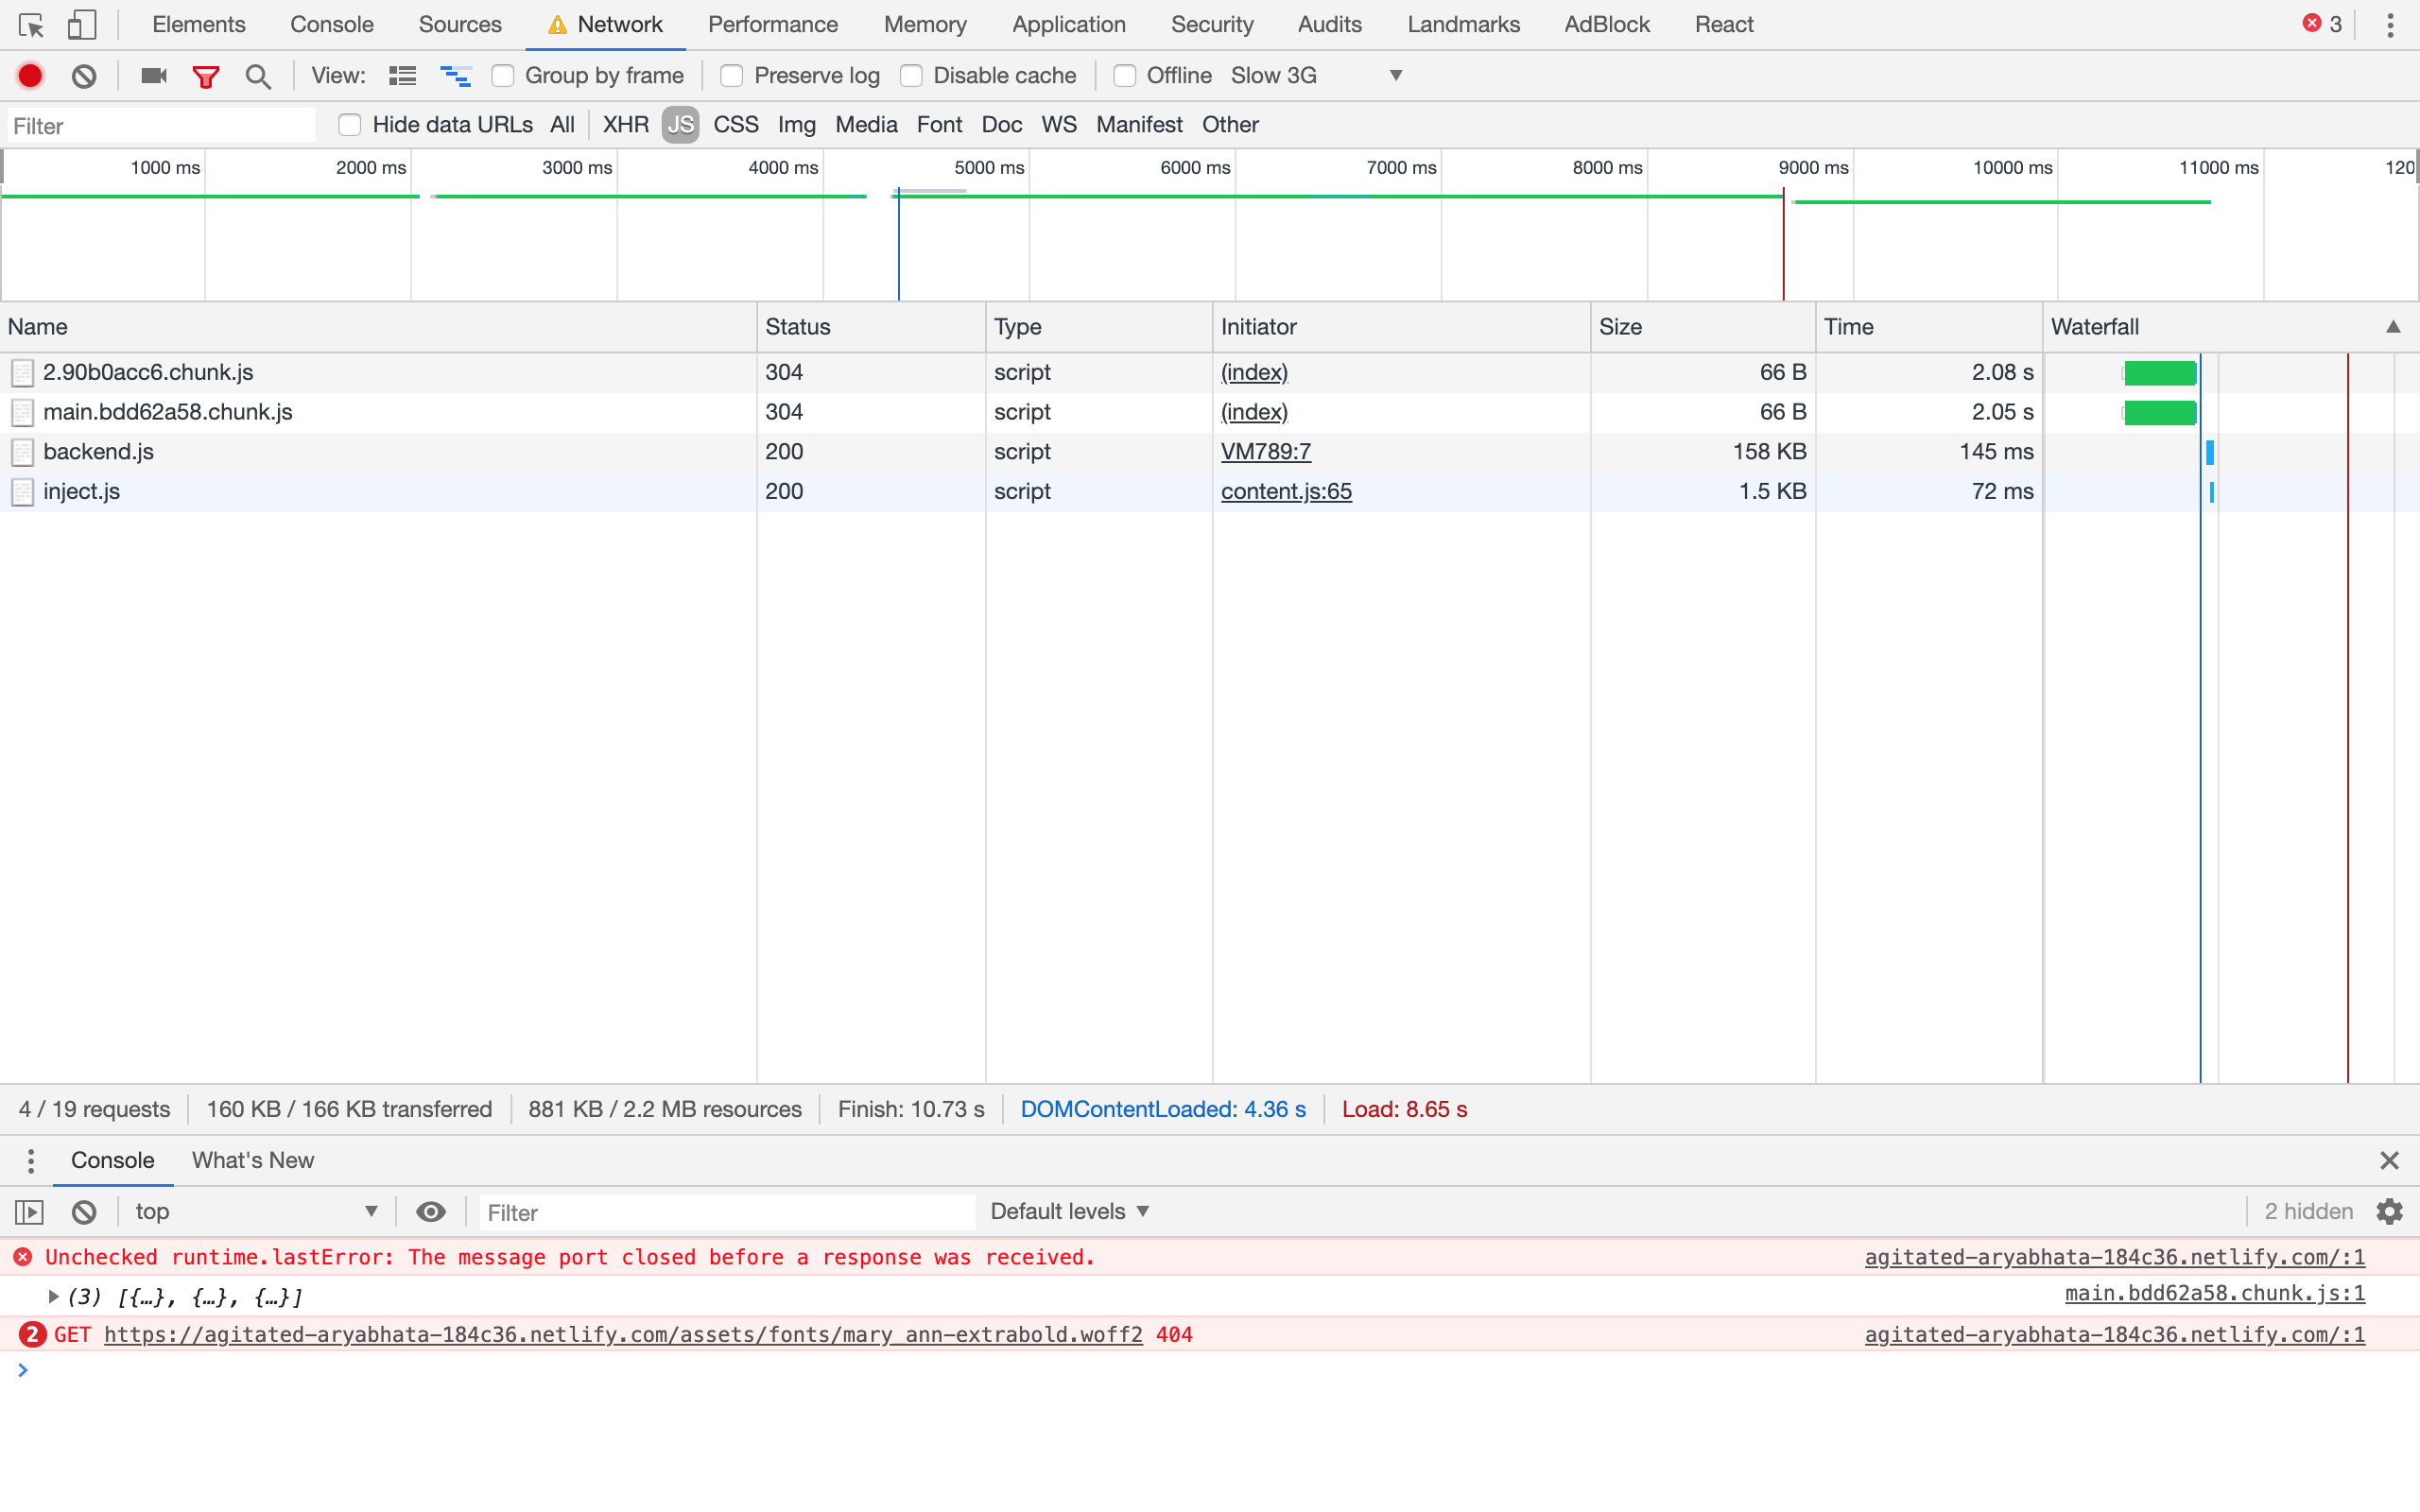 Elements Console Sources Network Performance Memory Application Security Audits Landmarks AdBlock React 3
View: Group by frame Preserve log Disable cache Offline Slow 3G
Filter Hide data URLs All XHR JS CSS Img Media Font Doc WS Manifest Other
1000 ms 2000 ms 3000 ms 4000 ms 5000 ms 6000 ms 7000 ms 8000 ms 9000 ms 10000 ms 11000 ms 120
Name Status Type Initiator Size Time Waterfall
2.90b0acc6.chunk.js 304 script (index) 66 B 2.08 s
main.bdd62a58.chunk.js 304 script (index) 66 B 2.05 s
backend.js 200 script VM789:7 158 KB 145 ms
inject.js 200 script content.js:65 1.5 KB 72 ms
4 / 19 requests 160 KB / 166 KB transferred 881 KB / 2.2 MB resources Finish: 10.73 s DOMContentLoaded: 4.36 s Load: 8.65 s
Console What's New
top Filter Default levels 2 hidden
Unchecked runtime.lastError: The message port closed before a response was received. agitated-aryabhata-184c36.netlify.com/:1
(3) [{…}, {…}, {…}] main.bdd62a58.chunk.js:1
2 GET https://agitated-aryabhata-184c36.netlify.com/assets/fonts/mary_ann-extrabold.woff2 404 agitated-aryabhata-184c36.netlify.com/:1